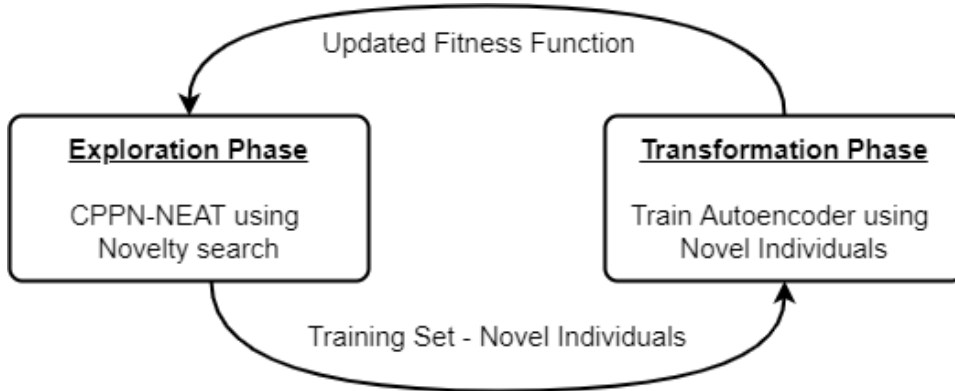 Updated Fitness Function
Exploration Phase
CPPN-NEAT using
Novelty search
Transformation Phase
Train Autoencoder using
Novel Individuals
Training Set - Novel Individuals